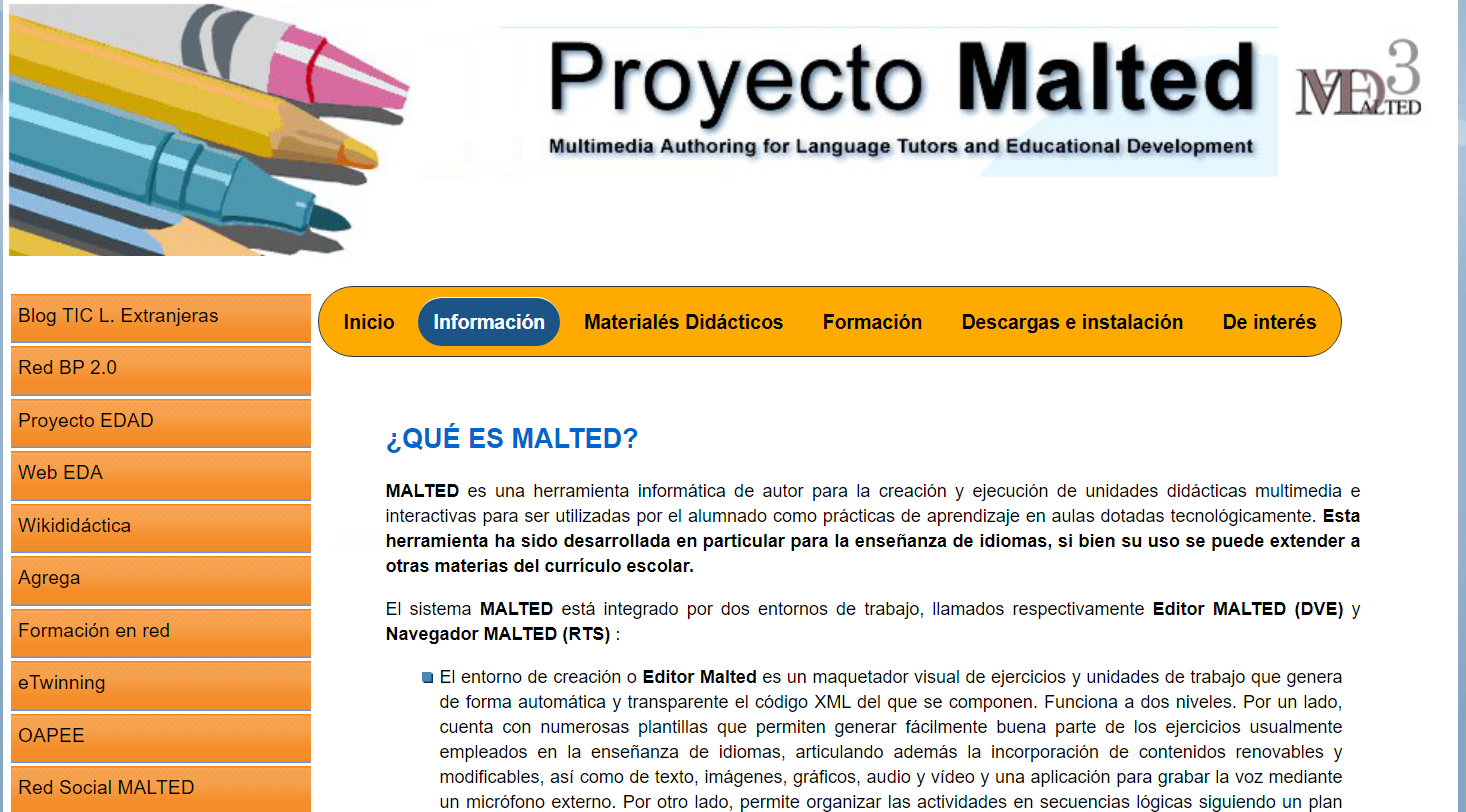 Proyecto Malted
Multimedia Authoring for Language Tutors and Educational Development
MED3
MALTED
Blog TIC L. Extranjeras
Red BP 2.0
Proyecto EDAD
Web EDA
Wikididáctica
Agrega
Formación en red
eTwinning
OAPEE
Red Social MALTED
Inicio Información Materialés Didácticos Formación Descargas e instalación De interés
¿QUÉ ES MALTED?
MALTED es una herramienta informática de autor para la creación y ejecución de unidades didácticas multimedia e
interactivas para ser utilizadas por el alumnado como prácticas de aprendizaje en aulas dotadas tecnológicamente. Esta
herramienta ha sido desarrollada en particular para la enseñanza de idiomas, si bien su uso se puede extender a
otras materias del currículo escolar.
El sistema MALTED está integrado por dos entornos de trabajo, llamados respectivamente Editor MALTED (DVE) y
Navegador MALTED (RTS) :
El entorno de creación o Editor Malted es un maquetador visual de ejercicios y unidades de trabajo que genera
de forma automática y transparente el código XML del que se componen. Funciona a dos niveles. Por un lado,
cuenta con numerosas plantillas que permiten generar fácilmente buena parte de los ejercicios usualmente
empleados en la enseñanza de idiomas, articulando además la incorporación de contenidos renovables y
modificables, así como de texto, imágenes, gráficos, audio y vídeo y una aplicación para grabar la voz mediante
un micrófono externo. Por otro lado, permite organizar las actividades en secuencias lógicas siguiendo un plan